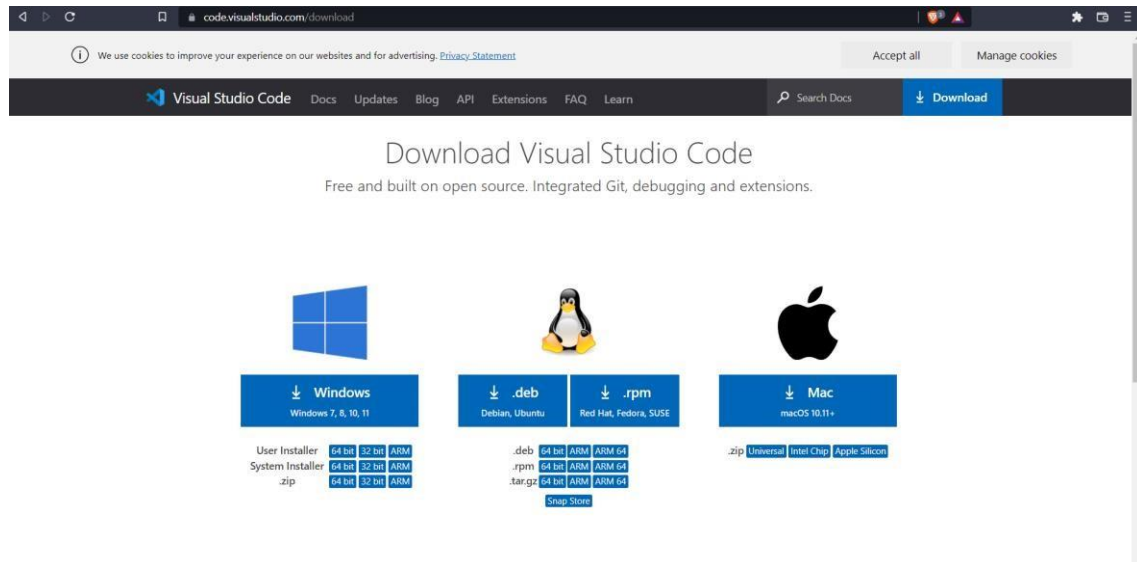 code.visualstudio.com/download
We use cookies to improve your experience on our websites and for advertising. Privacy Statement
Accept all
Manage cookies
Visual Studio Code Docs Updates Blog API Extensions FAQ Learn
Search Docs
Download
Download Visual Studio Code
Free and built on open source. Integrated Git, debugging and extensions.
Windows
Windows 7, 8, 10, 11
User Installer 64 bit 32 bit ARM
System Installer 64 bit 32 bit ARM
.zip 64 bit 32 bit ARM
.deb
Debian, Ubuntu
.rpm
Red Hat, Fedora, SUSE
.deb 64 bit ARM ARM 64
.rpm 64 bit ARM ARM 64
.tar.gz 64 bit ARM ARM 64
Snap Store
Mac
macOS 10.11+
.zip Universal Intel Chip Apple Silicon